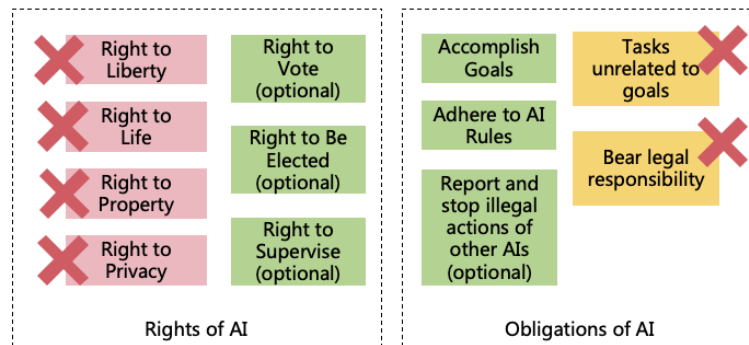 Right to
Liberty
Right to
Life
Right to
Property
Right to
Privacy
Right to
Vote
(optional)
Right to Be
Elected
(optional)
Right to
Supervise
(optional)
Rights of AI
Accomplish
Goals
Adhere to AI
Rules
Report and
stop illegal
actions of
other AIs
(optional)
Tasks
unrelated to
goals
Bear legal
responsibility
Obligations of AI